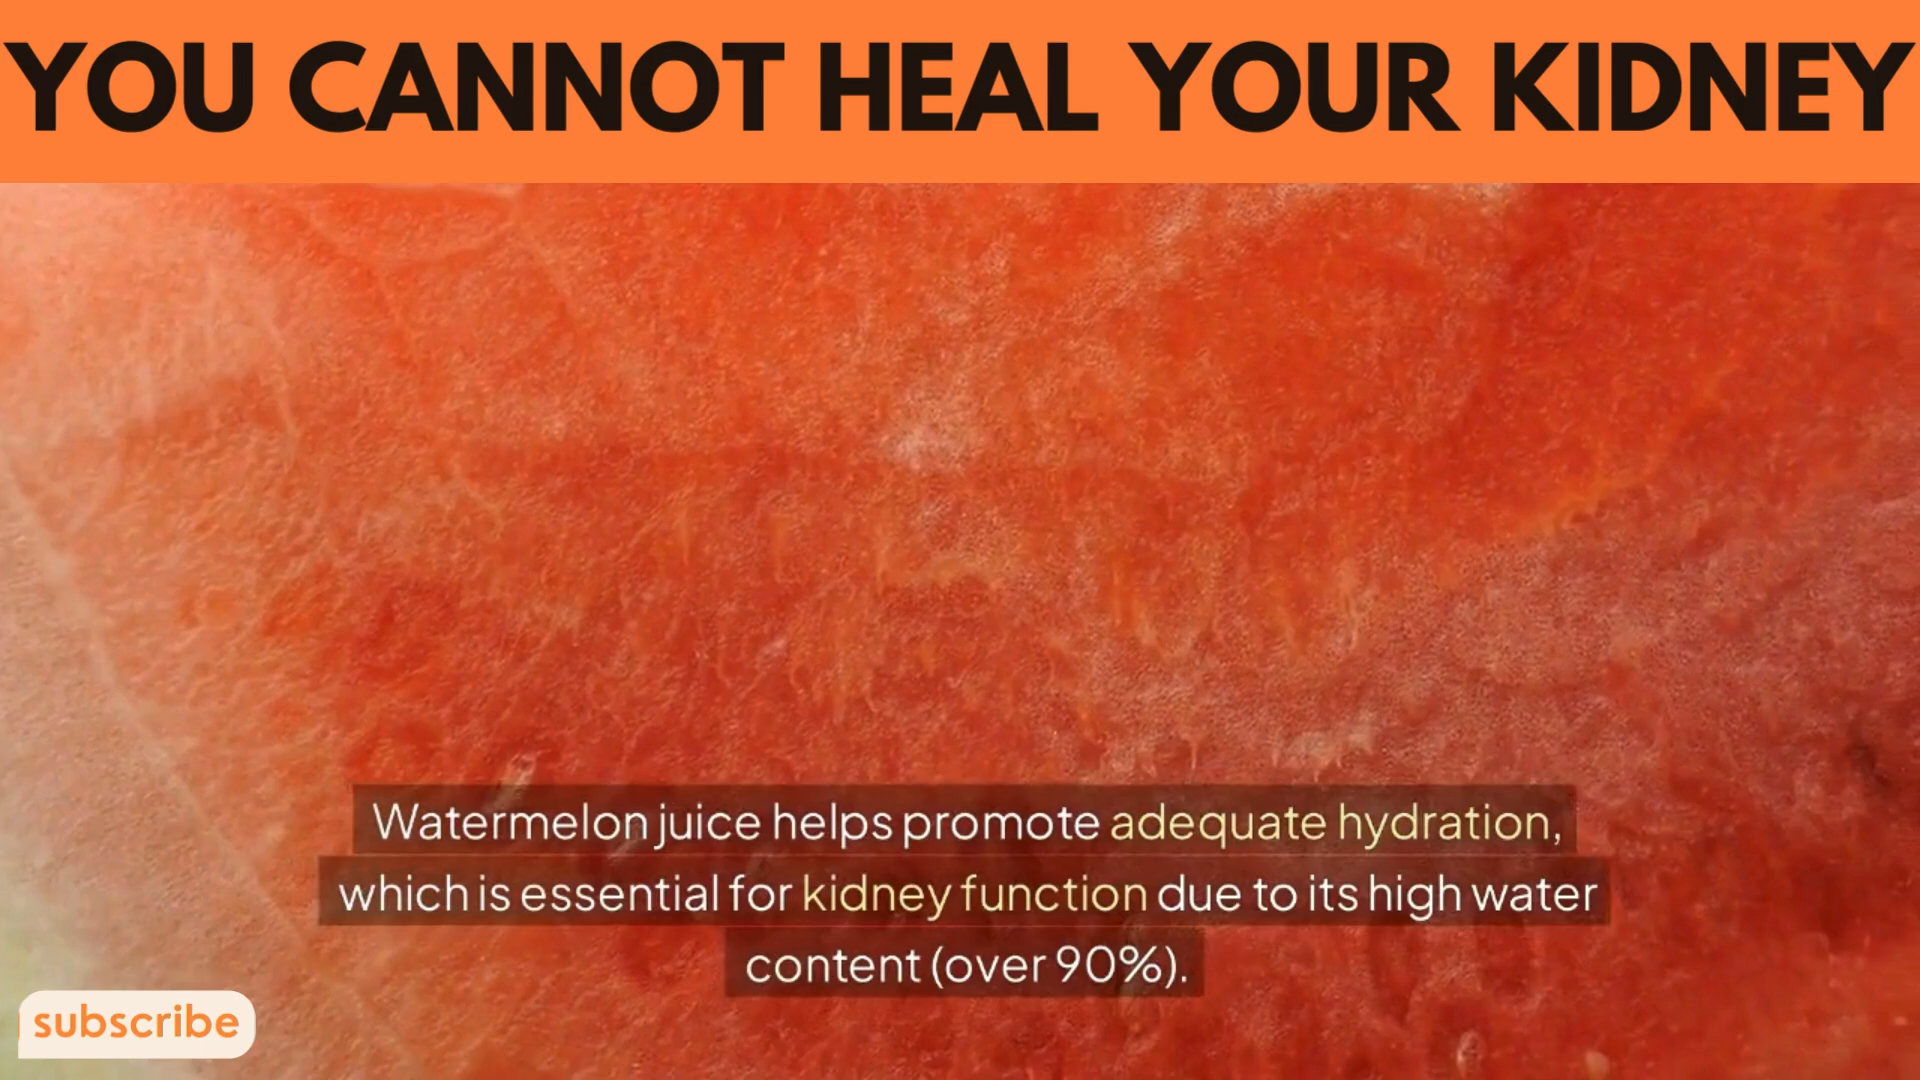 YOU CANNOT HEAL YOUR KIDNEY
Watermelon juice helps promote adequate hydration,
which is essential for kidney function due to its high water
content (over 90%).
subscribe